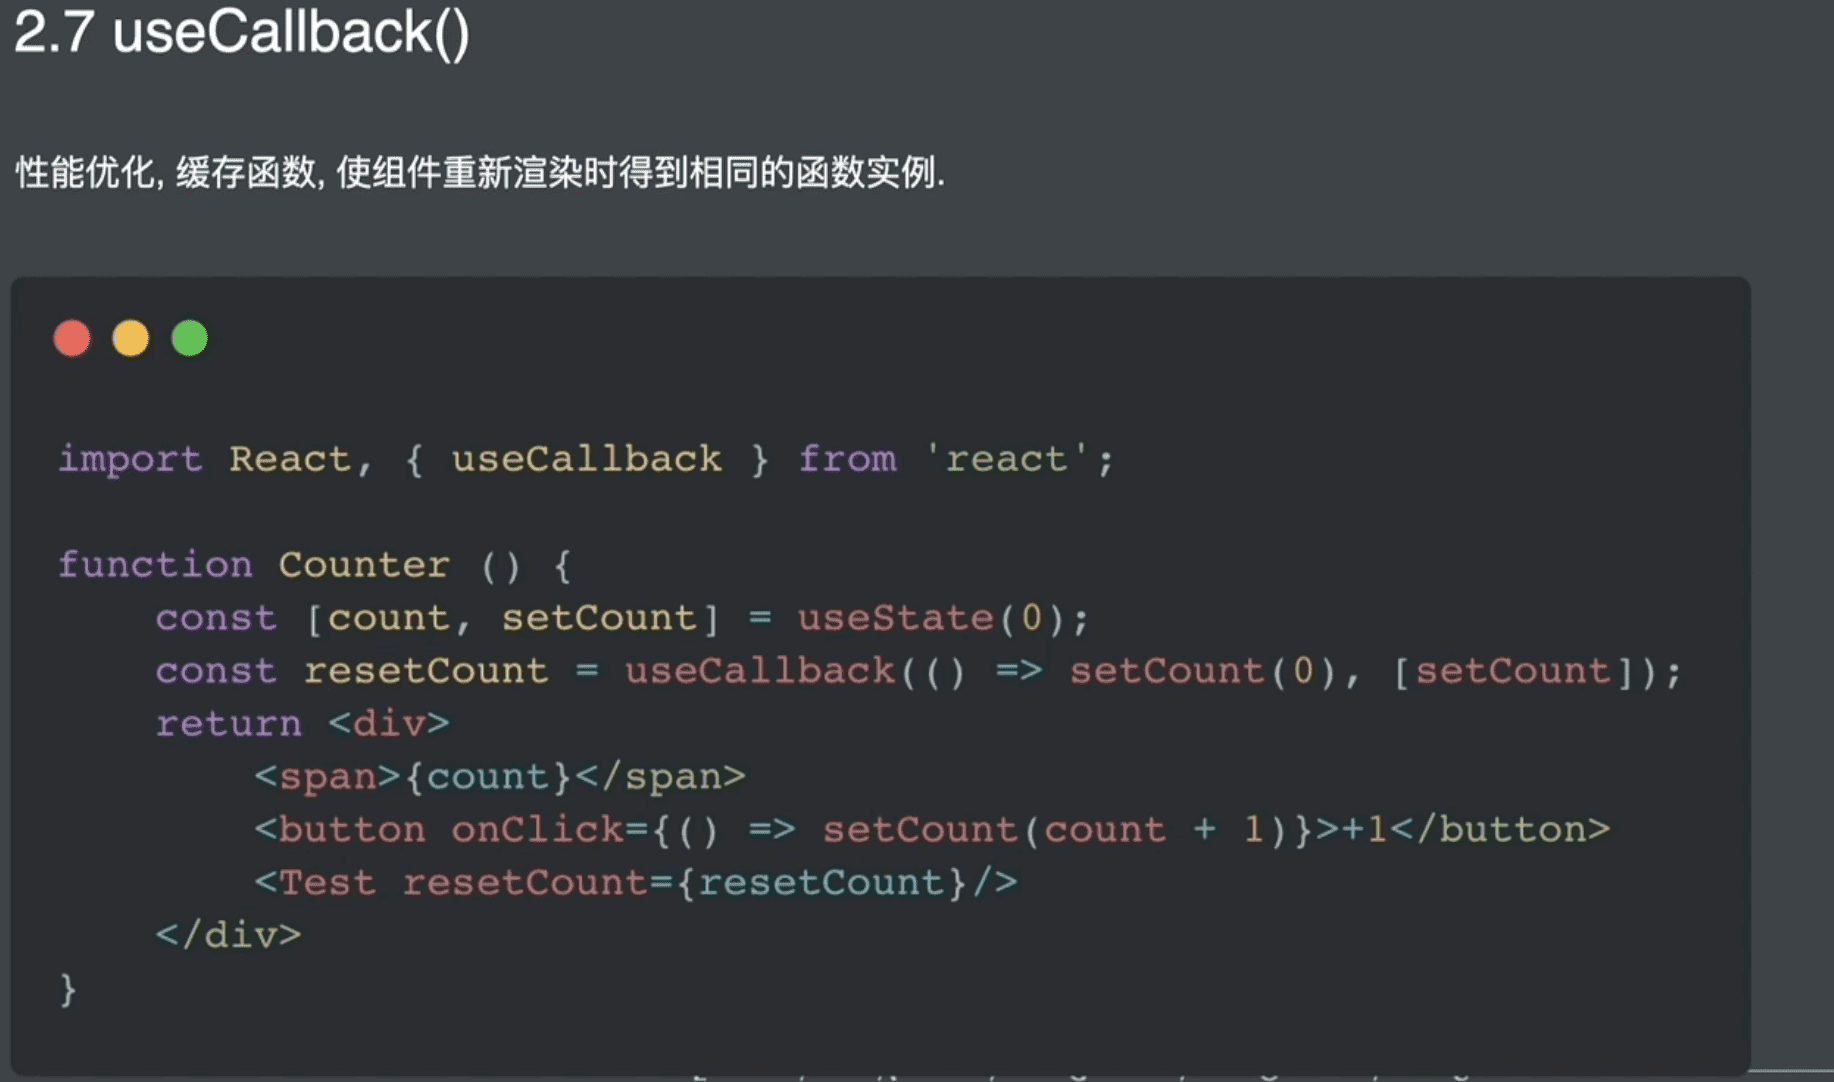 2.7 useCallback()
性能优化, 缓存函数, 使组件重新渲染时得到相同的函数实例.
import React, { useCallback } from 'react';
function Counter () {
    const [count, setCount] = useState(0);
    const resetCount = useCallback(() => setCount(0), [setCount]);
    return <div>
        <span>{count}</span>
        <button onClick={() => setCount(count + 1)}>+1</button>
        <Test resetCount={resetCount}/>
    </div>
}